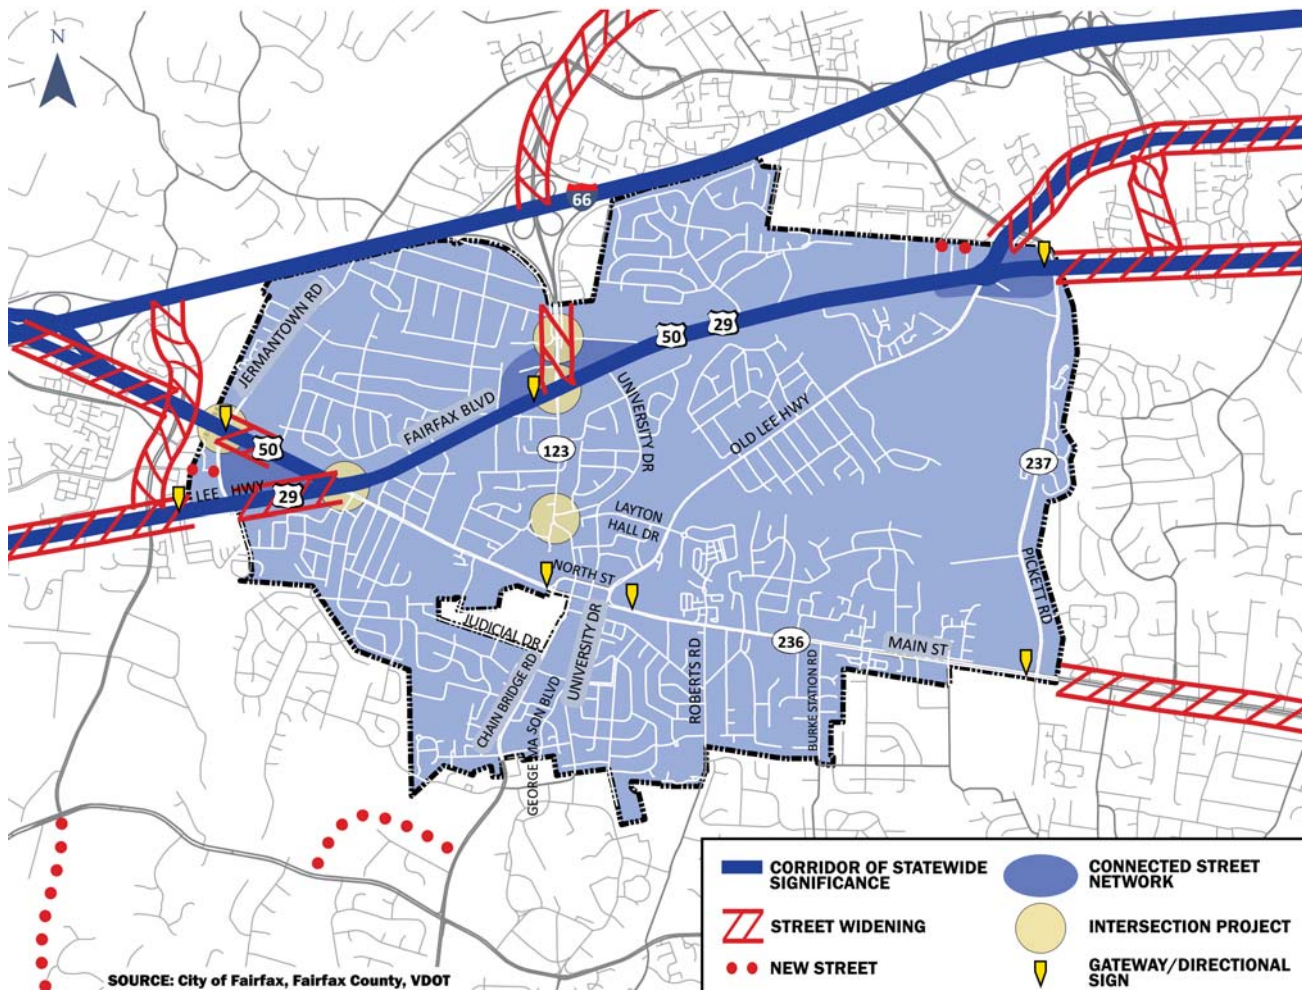 N
66
JERMANTOWN RD
50
29
FAIRFAX BLVD
UNIVERSITY DR
OLD LEE HWY
50
123
237
LEE HWY
29
LAYTON
HALL DR
NORTH ST
PICKETT RD
JUDICIAL DR
UNIVERSITY DR
236
MAIN ST
CHAIN BRIDGE RD
GEORGE MA SON BLVD
ROBERTS RD
BURKE STATION RD
CORRIDOR OF STATEWIDE
SIGNIFICANCE
CONNECTED STREET
NETWORK
STREET WIDENING
INTERSECTION PROJECT
NEW STREET
GATEWAY/DIRECTIONAL
SIGN
SOURCE: City of Fairfax, Fairfax County, VDOT